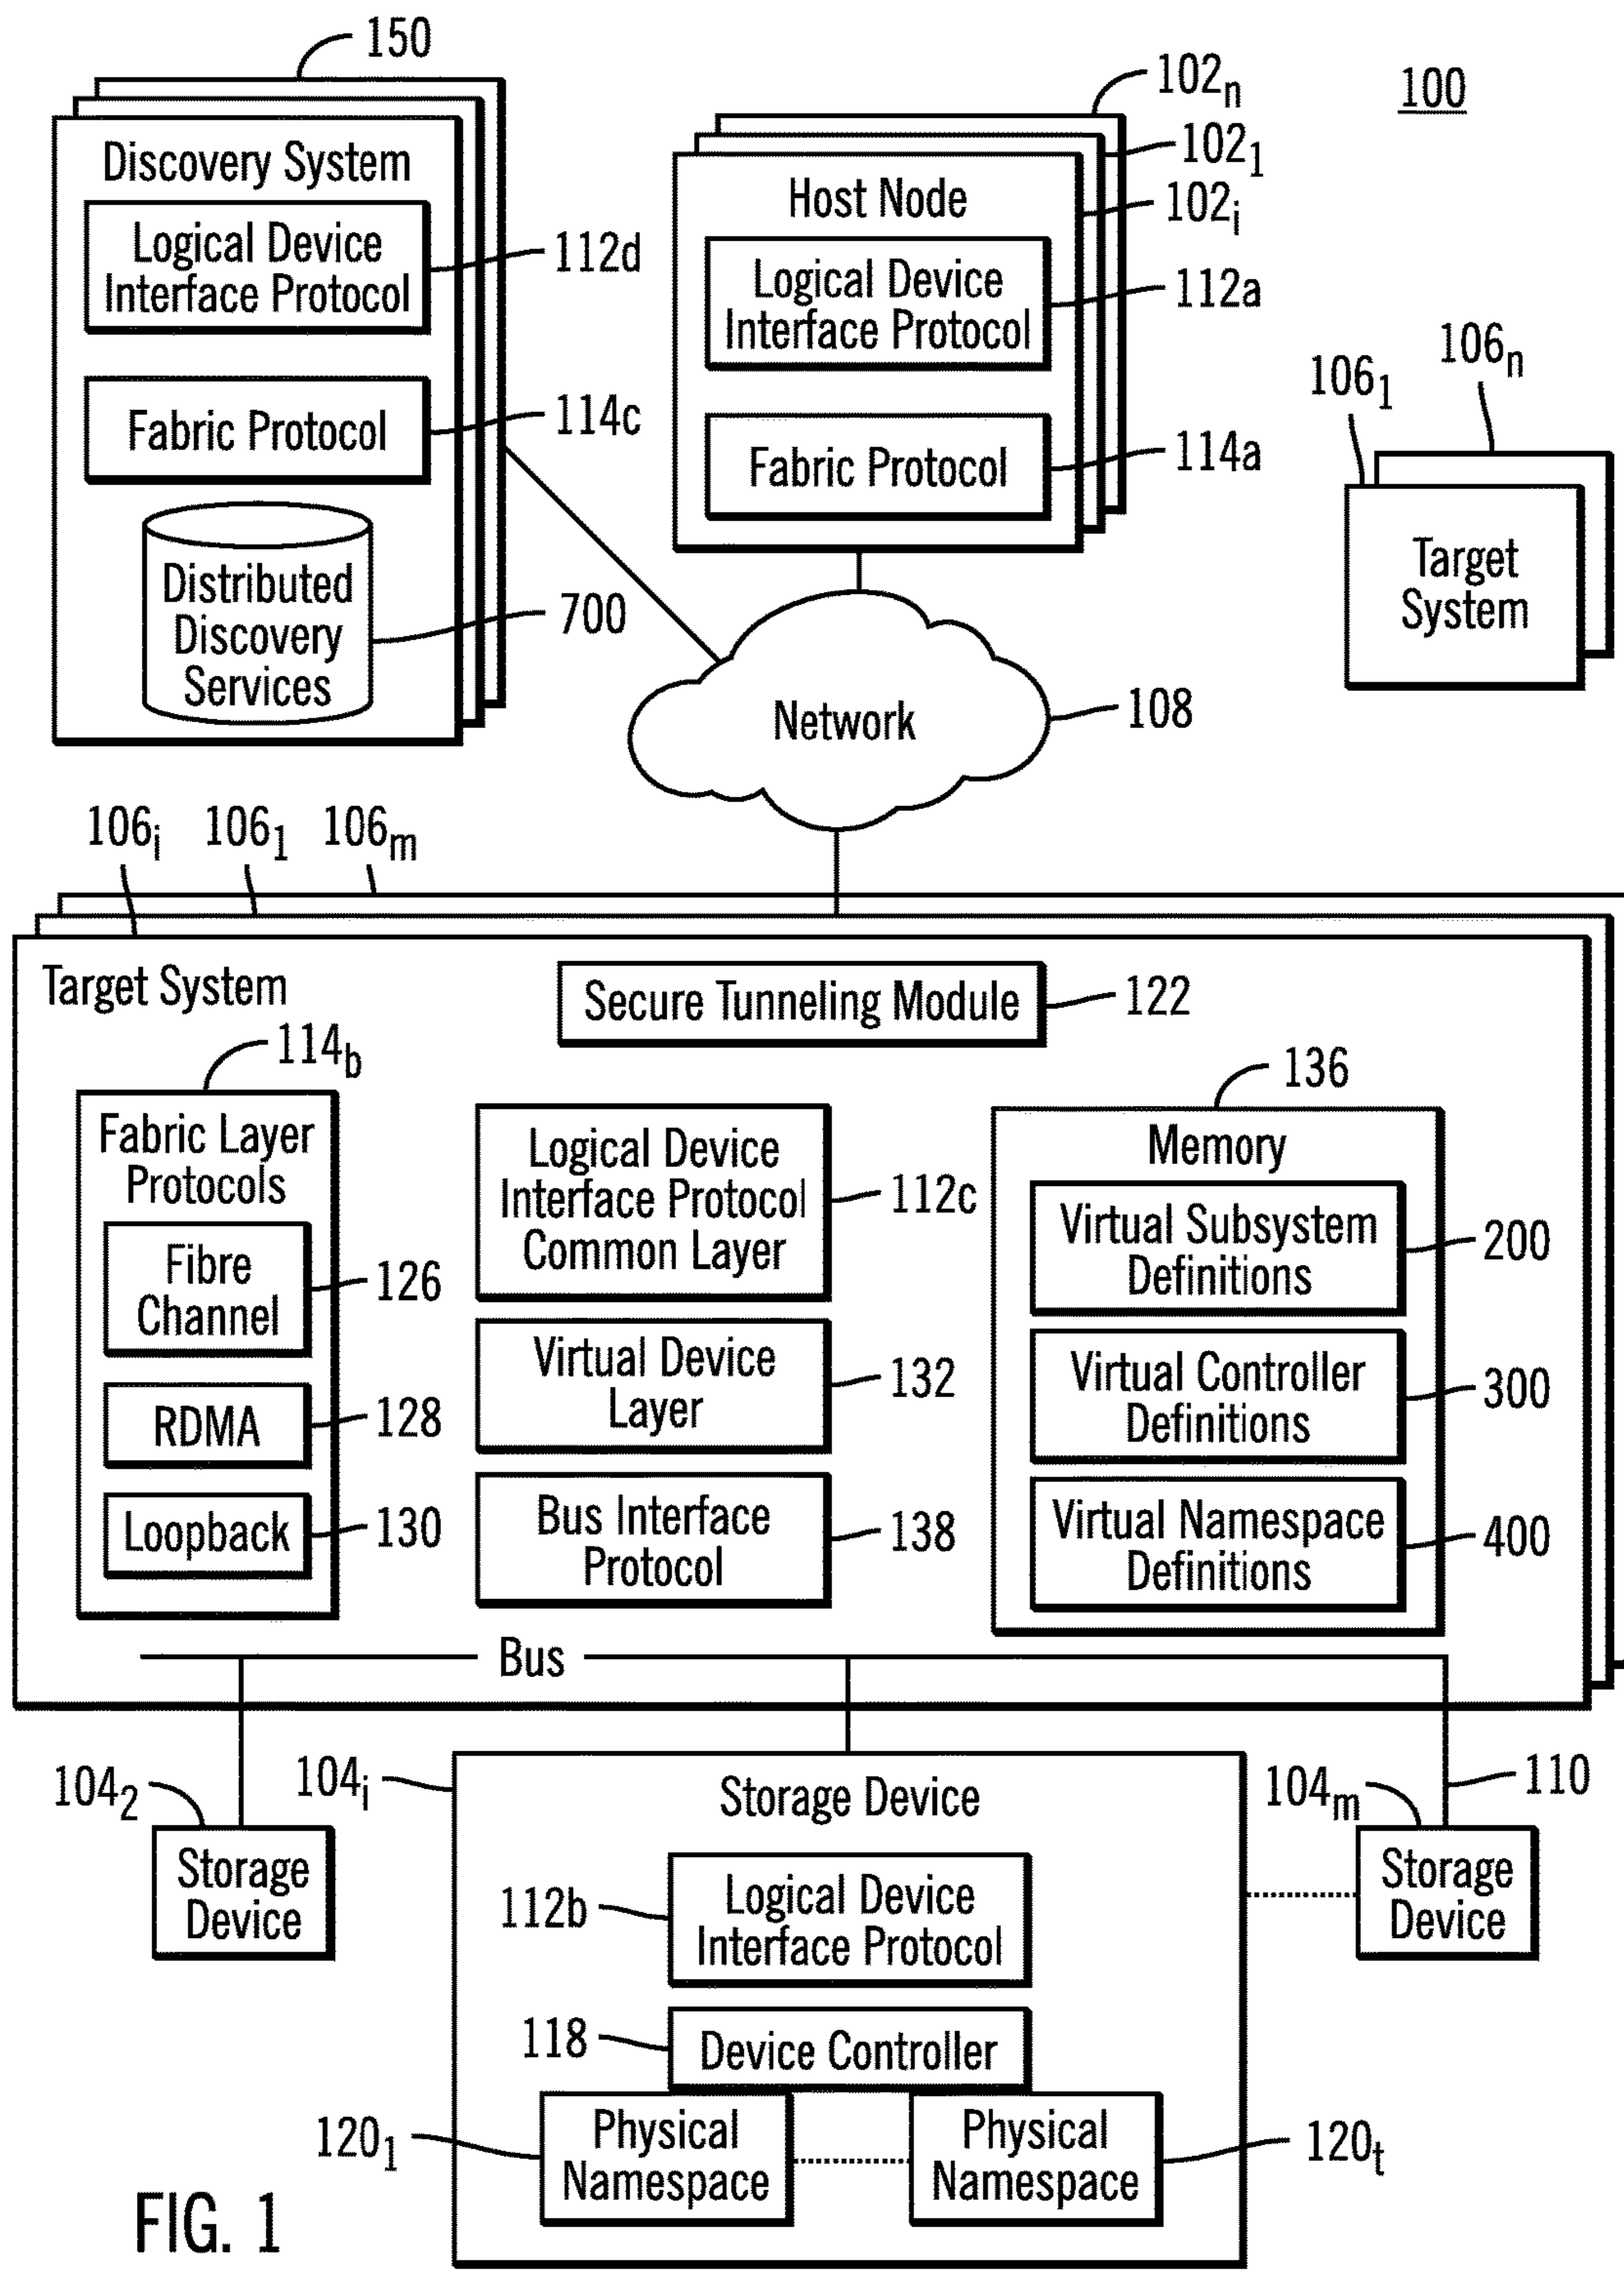 150
Discovery System
Logical Device
Interface Protocol
112d
Fabric Protocol
114c
Distributed
Discovery
Services
700
102n
1021
102i
Host Node
Logical Device
Interface Protocol
112a
Fabric Protocol
114a
100
1061
106n
Target
System
Network
108
106i
1061
106m
Target System
Secure Tunneling Module
122
114b
Fabric Layer
Protocols
Fibre
Channel
126
RDMA
128
Loopback
130
Logical Device
Interface Protocol
Common Layer
112c
Virtual Device
Layer
132
Bus Interface
Protocol
138
136
Memory
Virtual Subsystem
Definitions
200
Virtual Controller
Definitions
300
Virtual Namespace
Definitions
400
Bus
1042
Storage
Device
104i
Storage Device
Logical Device
Interface Protocol
112b
118
Device Controller
1201
Physical
Namespace
Physical
Namespace
120t
104m
110
Storage
Device
FIG. 1